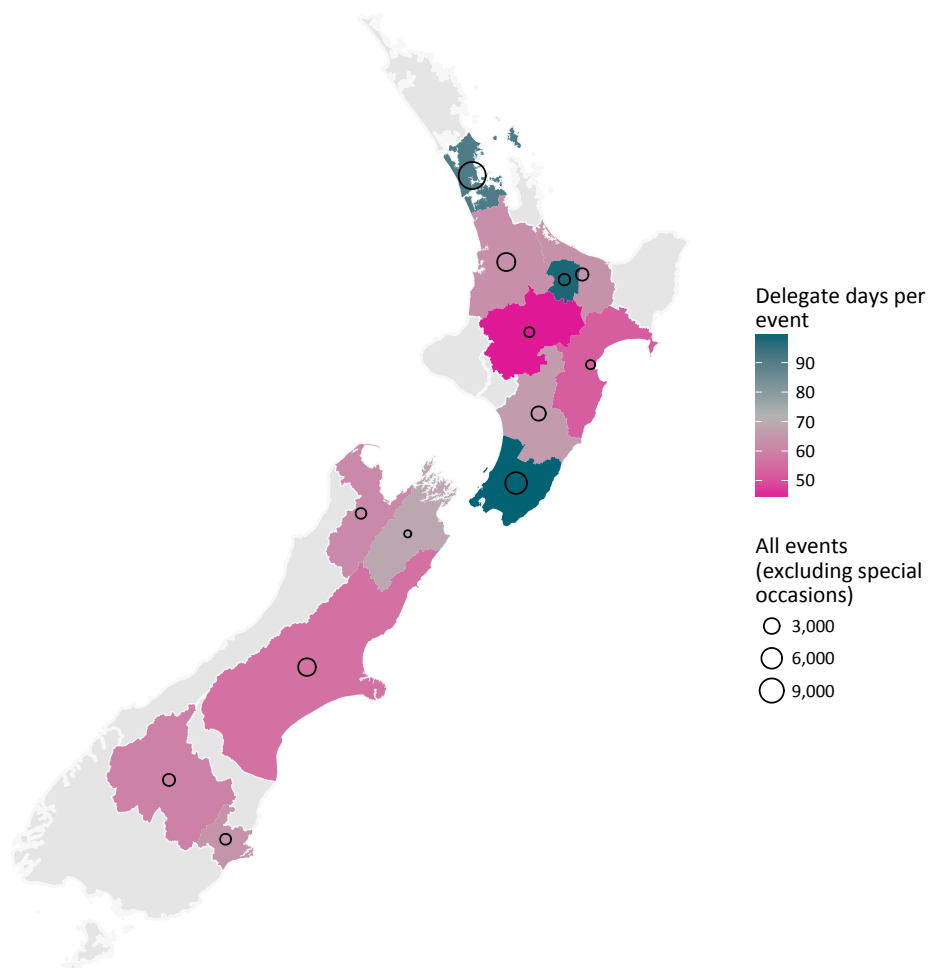 Delegate days per
event
90
80
70
60
50
All events
(excluding special
occasions)
3,000
6,000
9,000